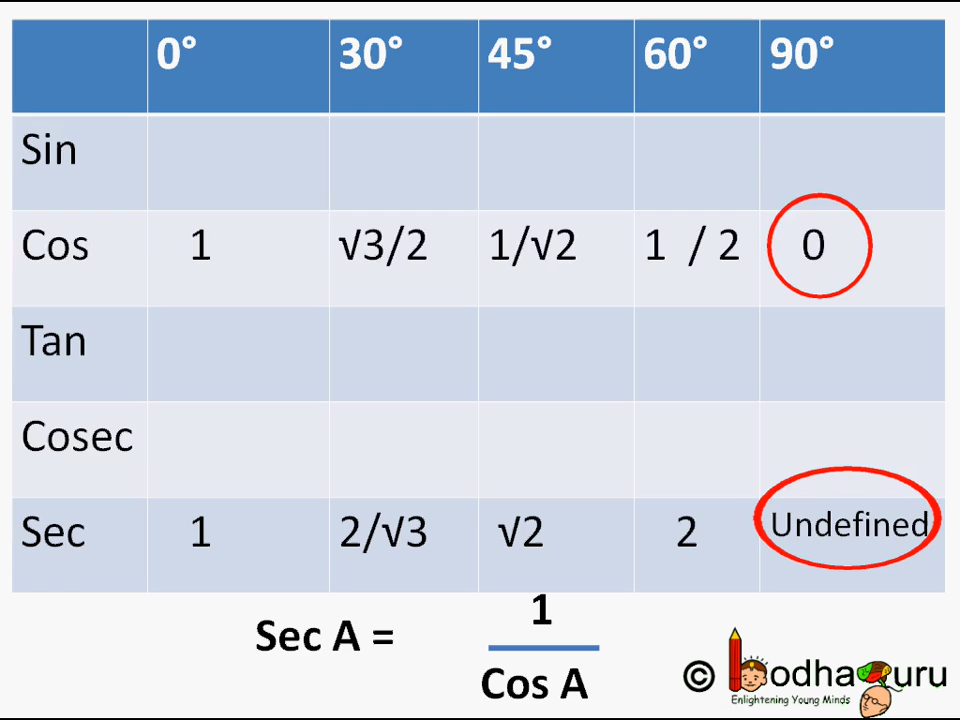 0° 30° 45° 60° 90°
Sin
Cos 1 √3/2 1/√2 1 / 2 0
Tan
Cosec
Sec 1 2/√3 √2 2 Undefined
1
Sec A =
Cos A
© BodhaGuru
Enlightening Young Minds